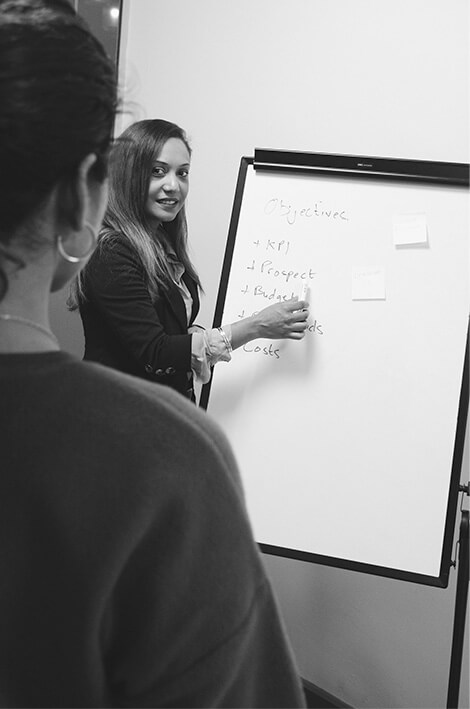 Objectives
+ KPI
+ Prospect
+ Budget
Costs